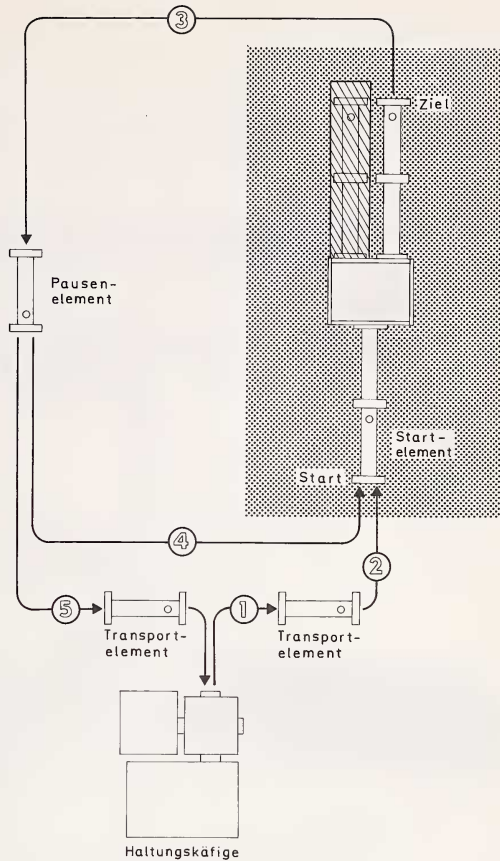 3
Ziel
Pausen-
element
Start-
element
Start
4
2
5
1
Transport-
element
Transport-
element
Haltungskäfige